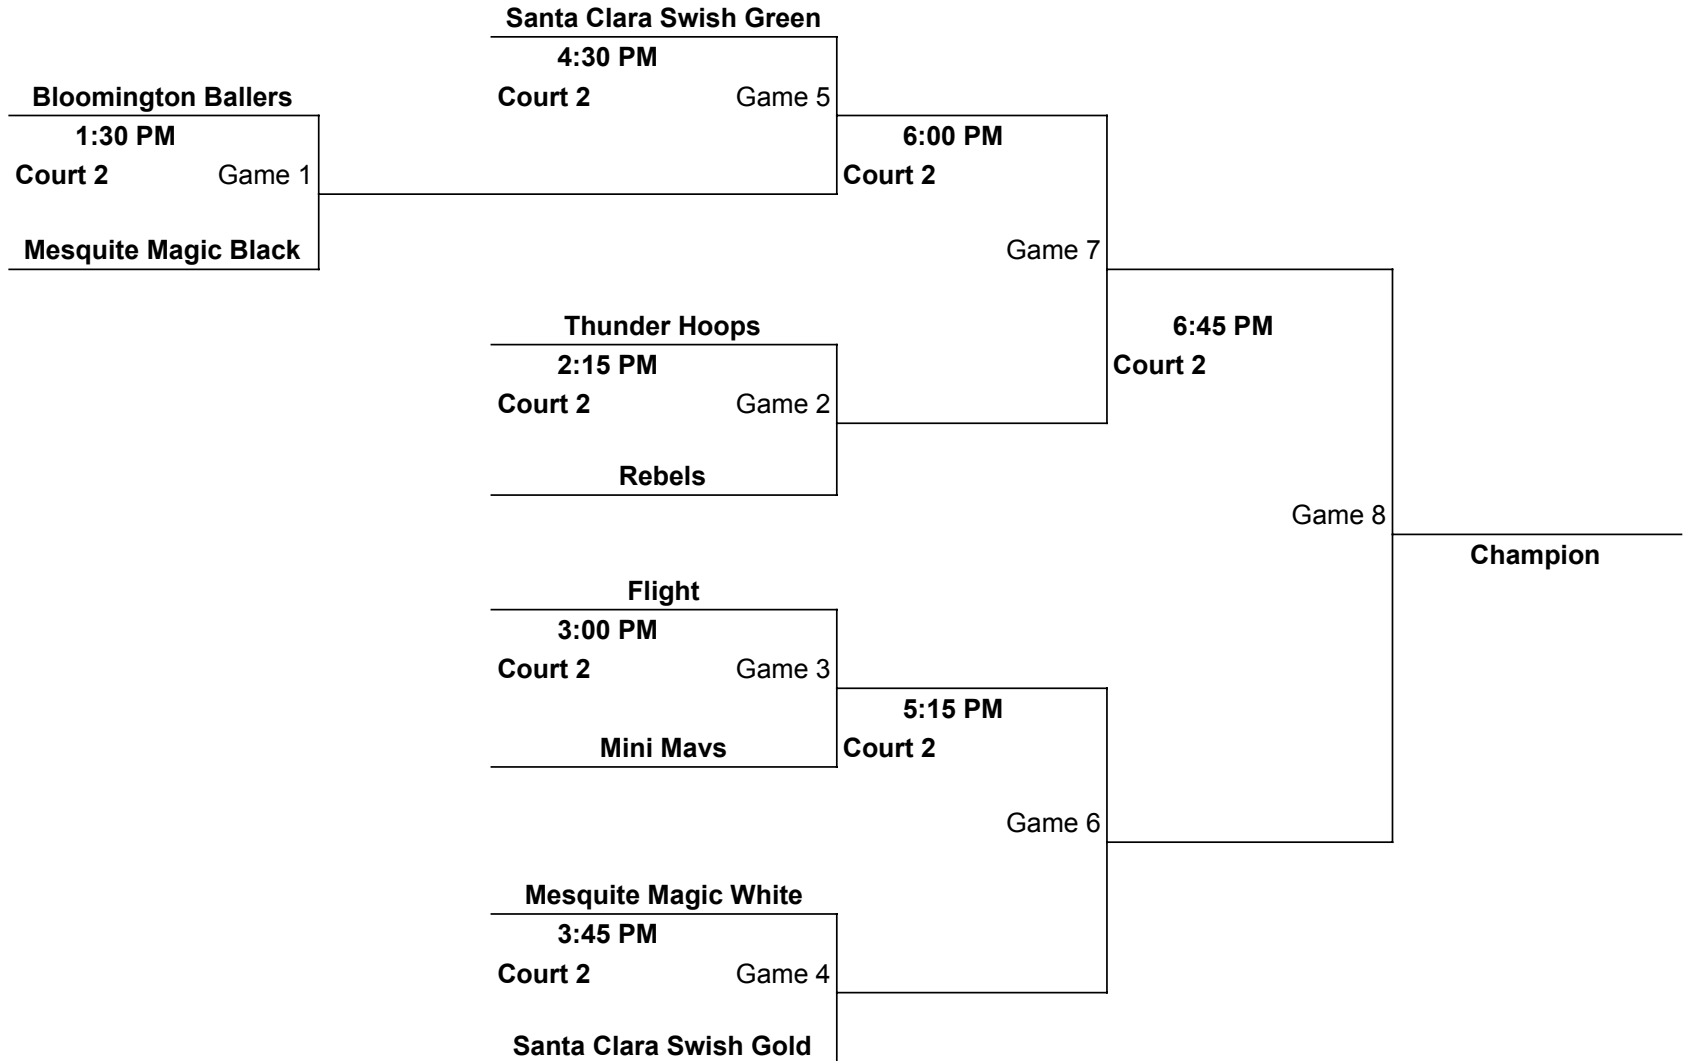 Santa Clara Swish Green
4:30 PM
Bloomington Ballers
Court 2 Game 5
1:30 PM
6:00 PM
Court 2 Game 1
Court 2
Mesquite Magic Black
Game 7
Thunder Hoops
6:45 PM
2:15 PM
Court 2
Court 2 Game 2
Rebels
Game 8
Champion
Flight
3:00 PM
Court 2 Game 3
5:15 PM
Mini Mavs
Court 2
Game 6
Mesquite Magic White
3:45 PM
Court 2 Game 4
Santa Clara Swish Gold